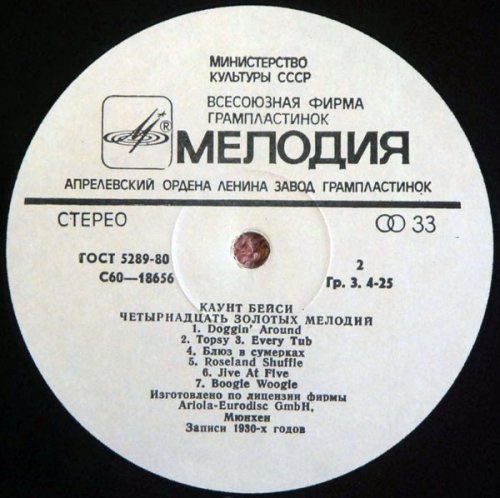 МИНИСТЕРСТВО
КУЛЬТУРЫ СССР
ВСЕСОЮЗНАЯ ФИРМА
ГРАМПЛАСТИНОК
® МЕЛОДИЯ
АПРЕЛЕВСКИЙ ОРДЕНА ЛЕНИНА ЗАВОД ГРАМПЛАСТИНОК
СТЕРЕО 33
ГОСТ 5289-80 2
С60—18656 Гр. 3. 4-25
КАУНТ БЕЙСИ
ЧЕТЫРНАДЦАТЬ ЗОЛОТЫХ МЕЛОДИЙ
1. Doggin' Around
2. Topsy 3. Every Tub
4. Блюз в сумерках
5. Roseland Shuffle
6. Jive At Five
7. Boogie Woogle
Изготовлено по лицензии фирмы
Ariola-Eurodisc GmbH,
Мюнхен
Записи 1930-х годов